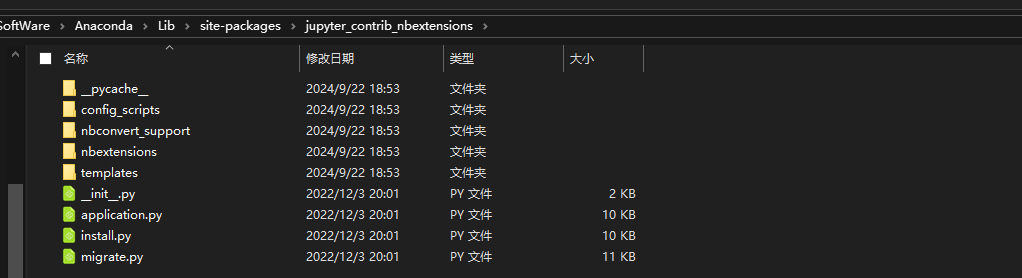 SoftWare > Anaconda > Lib > site-packages > jupyter_contrib_nbextensions >
名称 修改日期 类型 大小
__pycache__ 2024/9/22 18:53 文件夹
config_scripts 2024/9/22 18:53 文件夹
nbconvert_support 2024/9/22 18:53 文件夹
nbextensions 2024/9/22 18:53 文件夹
templates 2024/9/22 18:53 文件夹
__init__.py 2022/12/3 20:01 PY 文件 2 KB
application.py 2022/12/3 20:01 PY 文件 10 KB
install.py 2022/12/3 20:01 PY 文件 10 KB
migrate.py 2022/12/3 20:01 PY 文件 11 KB